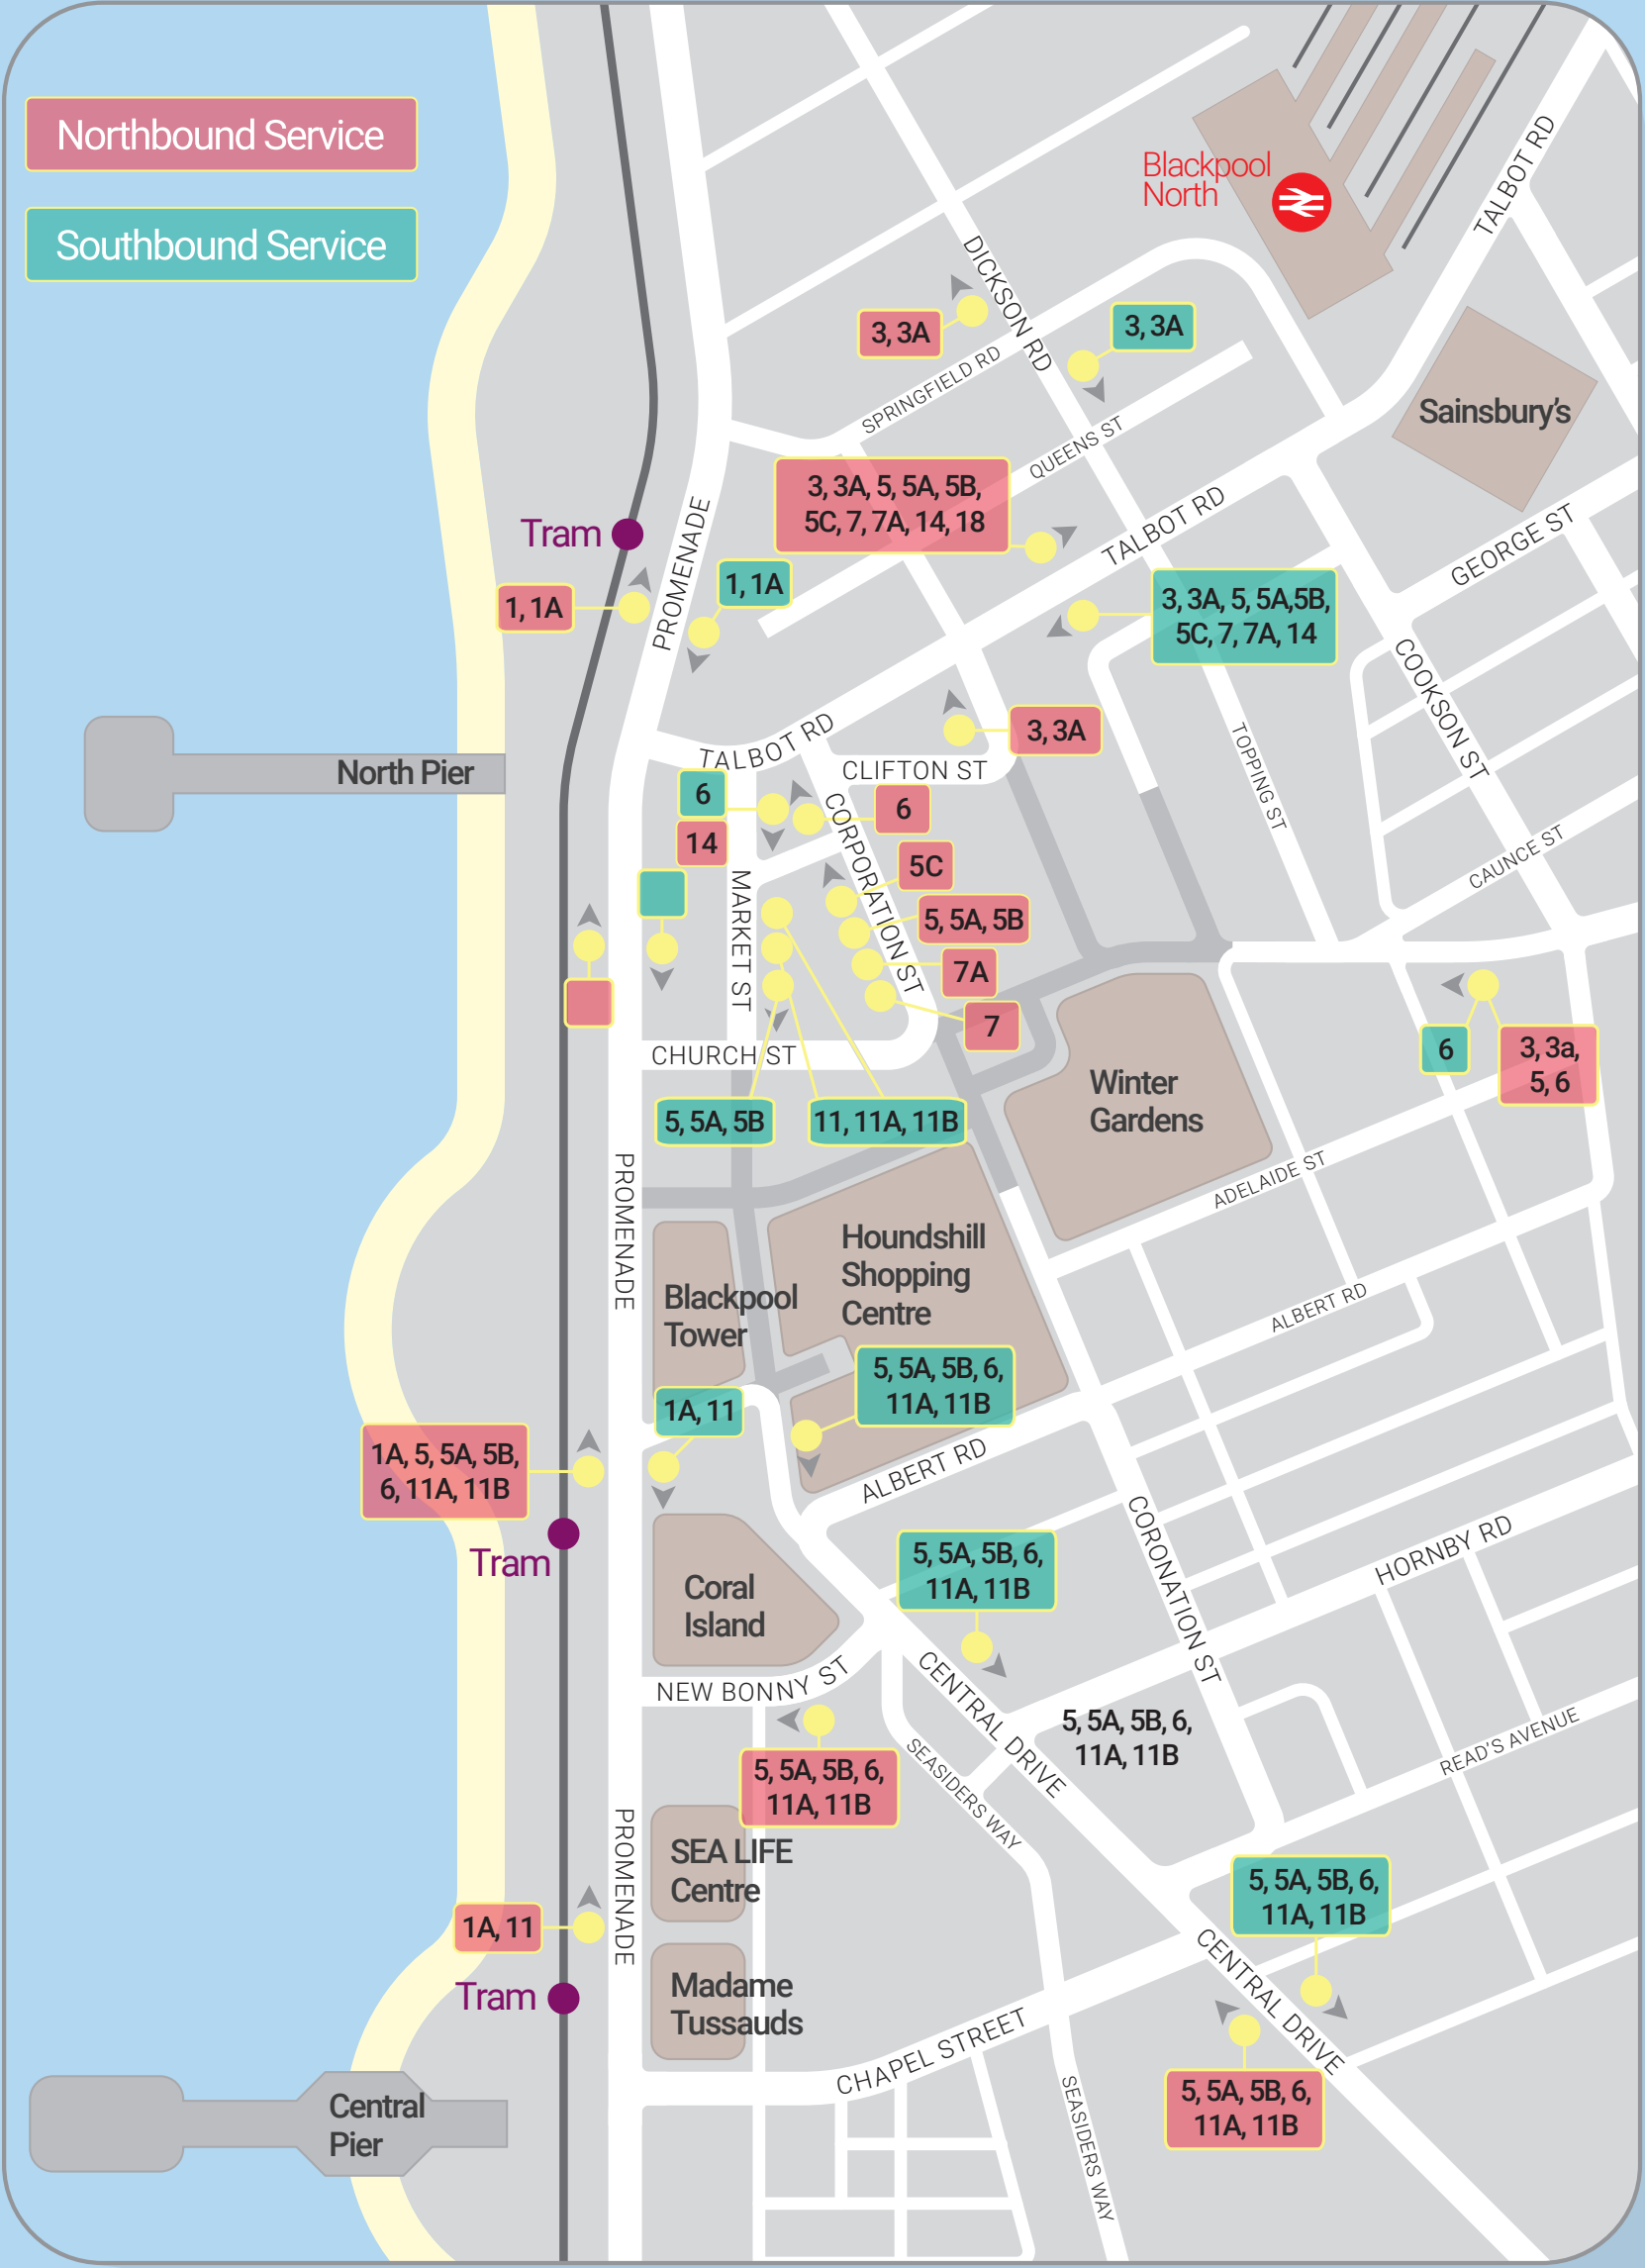 Northbound Service
Southbound Service
Blackpool
North
TALBOT RD
DICKSON RD
3, 3A
3, 3A
SPRINGFIELD RD
Sainsbury's
QUEENS ST
3, 3A, 5, 5A, 5B,
5C, 7, 7A, 14, 18
TALBOT RD
GEORGE ST
Tram
PROMENADE
1, 1A
1, 1A
3, 3A, 5, 5A,5B,
5C, 7, 7A, 14
COOKSON ST
TALBOT RD
3, 3A
TOPPING ST
North Pier
CLIFTON ST
6
14
6
CORPORATION ST
CAUNCE ST
5C
MARKET ST
5, 5A, 5B
7A
7
CHURCH ST
6
3, 3a,
5, 6
Winter
Gardens
5, 5A, 5B
11, 11A, 11B
PROMENADE
ADELAIDE ST
Houndshill
Shopping
Centre
Blackpool
Tower
ALBERT RD
5, 5A, 5B, 6,
11A, 11B
1A, 11
1A, 5, 5A, 5B,
6, 11A, 11B
ALBERT RD
Tram
CORONATION ST
HORNBY RD
5, 5A, 5B, 6,
11A, 11B
Coral
Island
NEW BONNY ST
CENTRAL DRIVE
5, 5A, 5B, 6,
11A, 11B
READ'S AVENUE
SEASIDERS WAY
5, 5A, 5B, 6,
11A, 11B
PROMENADE
SEA LIFE
Centre
5, 5A, 5B, 6,
11A, 11B
1A, 11
Tram
Madame
Tussauds
CENTRAL DRIVE
CHAPEL STREET
SEASIDERS WAY
5, 5A, 5B, 6,
11A, 11B
Central
Pier